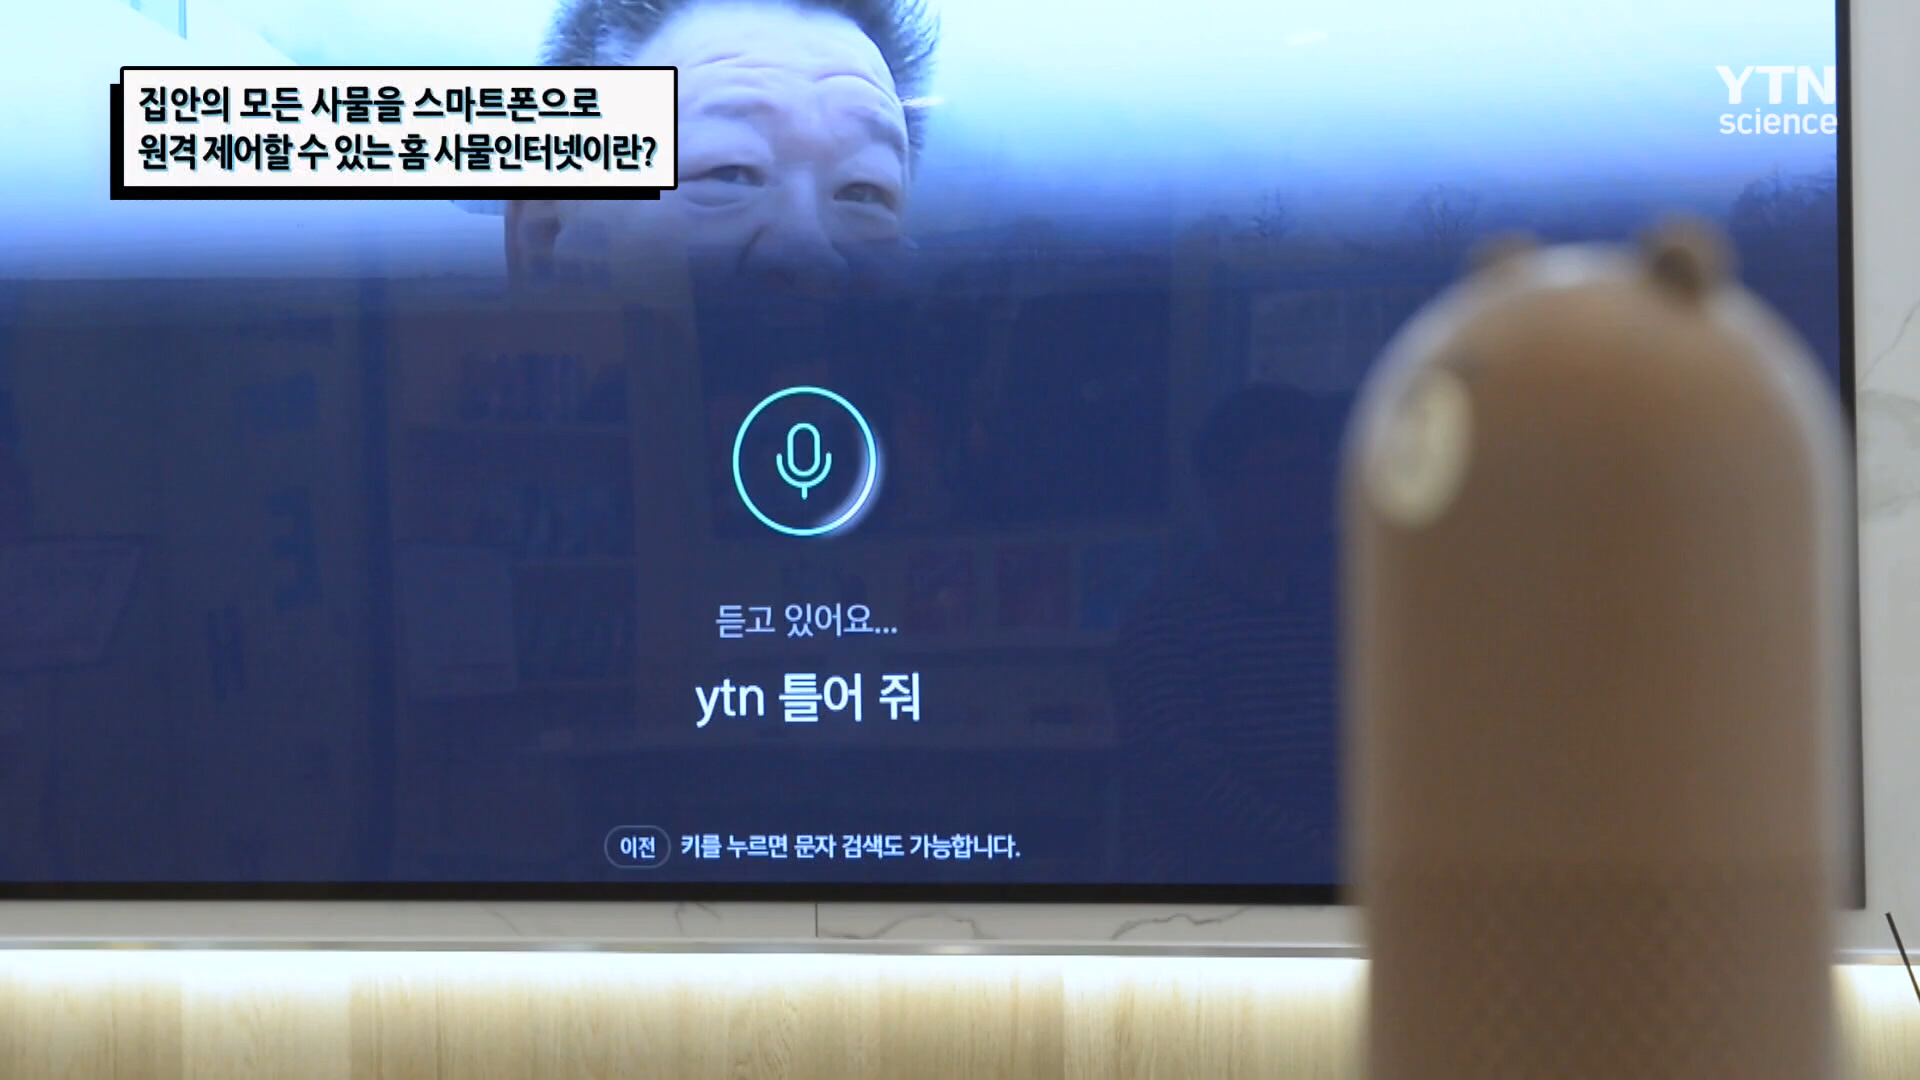 집안의 모든 사물을 스마트폰으로
원격 제어할 수 있는 홈 사물인터넷이란?
YTN
science
듣고 있어요...
ytn 틀어 줘
이전 키를 누르면 문자 검색도 가능합니다.